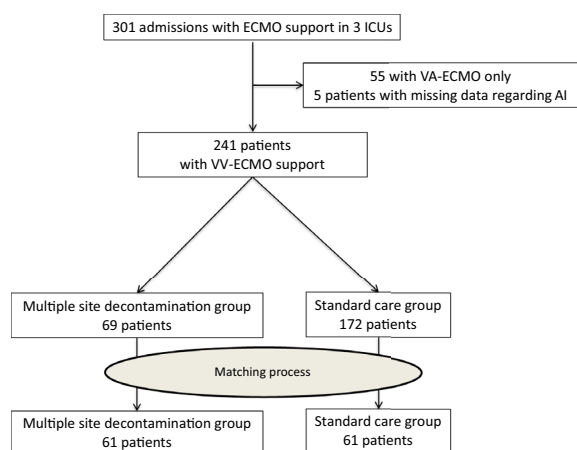 301 admissions with ECMO support in 3 ICUs
55 with VA-ECMO only
5 patients with missing data regarding AI
241 patients
with VV-ECMO support
Multiple site decontamination group
69 patients
Standard care group
172 patients
Matching process
Multiple site decontamination group
61 patients
Standard care group
61 patients